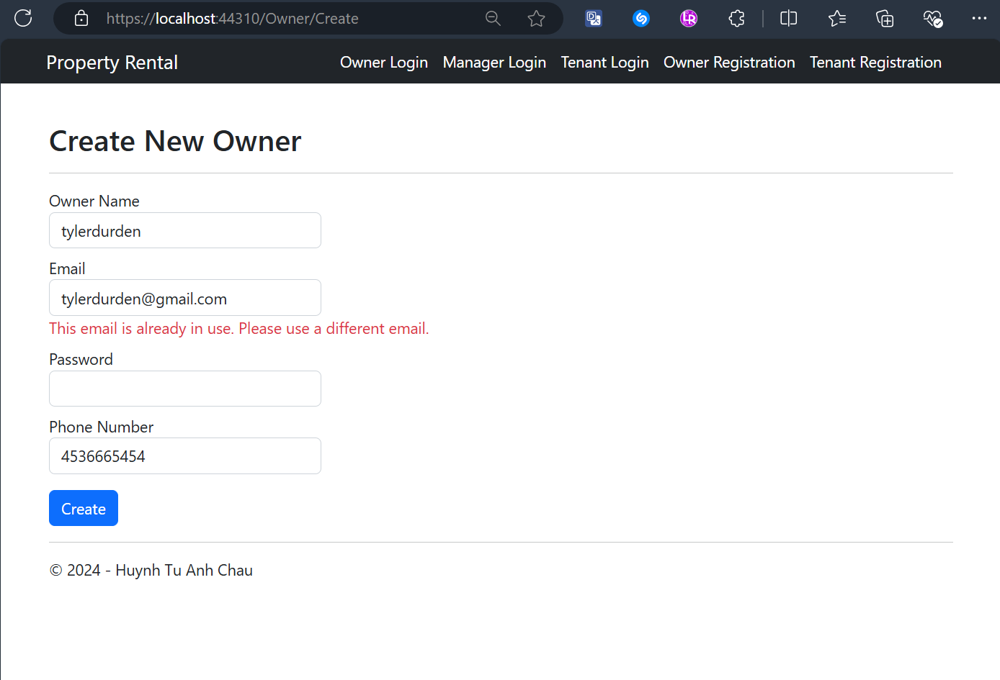 https://localhost:44310/Owner/Create
Property Rental
Owner Login Manager Login Tenant Login Owner Registration Tenant Registration
Create New Owner
Owner Name
tylerdurden
Email
tylerdurden@gmail.com
This email is already in use. Please use a different email.
Password
Phone Number
4536665454
Create
© 2024 - Huynh Tu Anh Chau